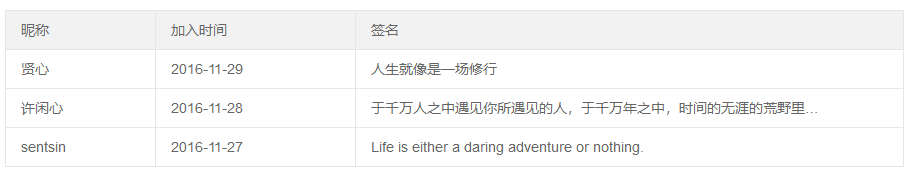 昵称 加入时间 签名
贤心 2016-11-29 人生就像是一场修行
许闲心 2016-11-28 于千万人之中遇见你所遇见的人，于千万年之中，时间的无涯的荒野里…
sentsin 2016-11-27 Life is either a daring adventure or nothing.